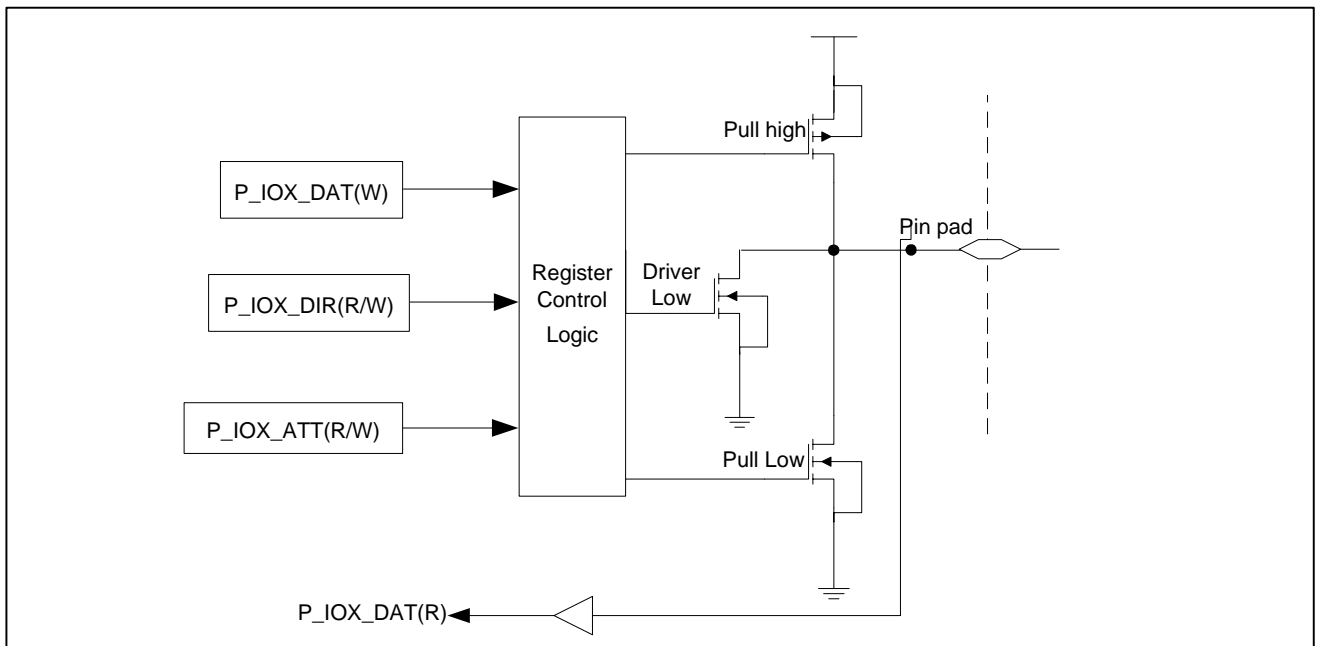 Pull high
P_IOX_DAT(W)
Pin pad
Register
Control
Logic
Driver
Low
P_IOX_DIR(R/W)
P_IOX_ATT(R/W)
Pull Low
P_IOX_DAT(R)